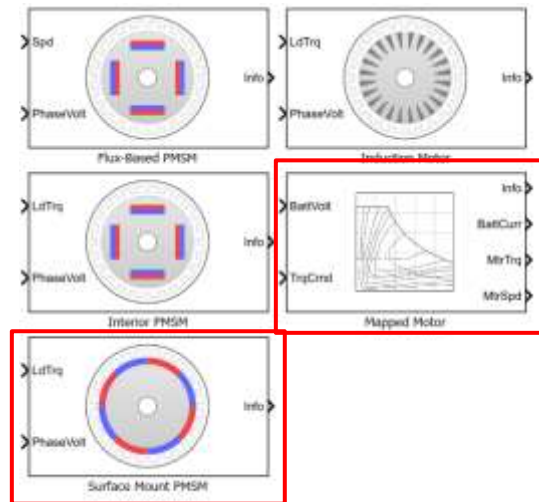 Spd
PhaseVolt
Info
Flux-Based PMSM
LdTrq
PhaseVolt
Info
Induction Motor
LdTrq
PhaseVolt
Info
Interior PMSM
BattVolt
TrqCmd
Info
BattCurr
MtrTrq
MtrSpd
Mapped Motor
LdTrq
PhaseVolt
Info
Surface Mount PMSM